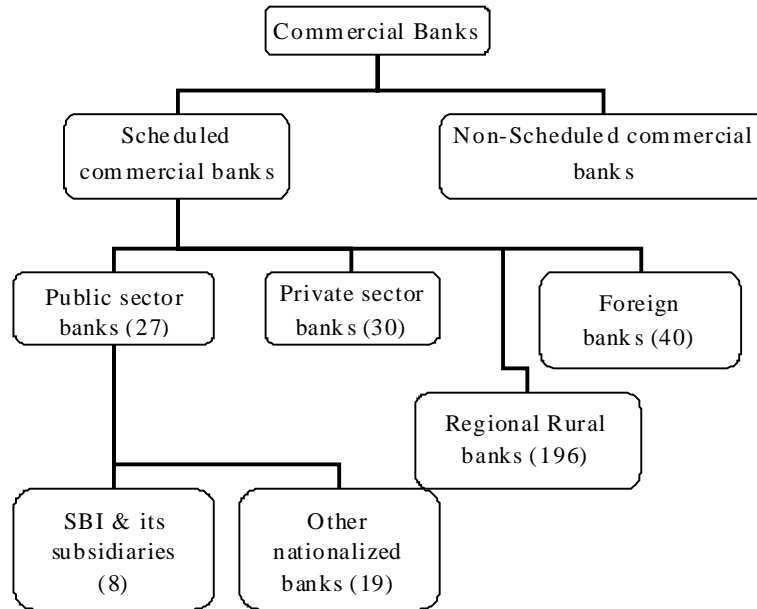 Commercial Banks
Scheduled
commercial banks
Non-Scheduled commercial
banks
Public sector
banks (27)
Private sector
banks (30)
Foreign
banks (40)
Regional Rural
banks (196)
SBI & its
subsidiaries
(8)
Other
nationalized
banks (19)